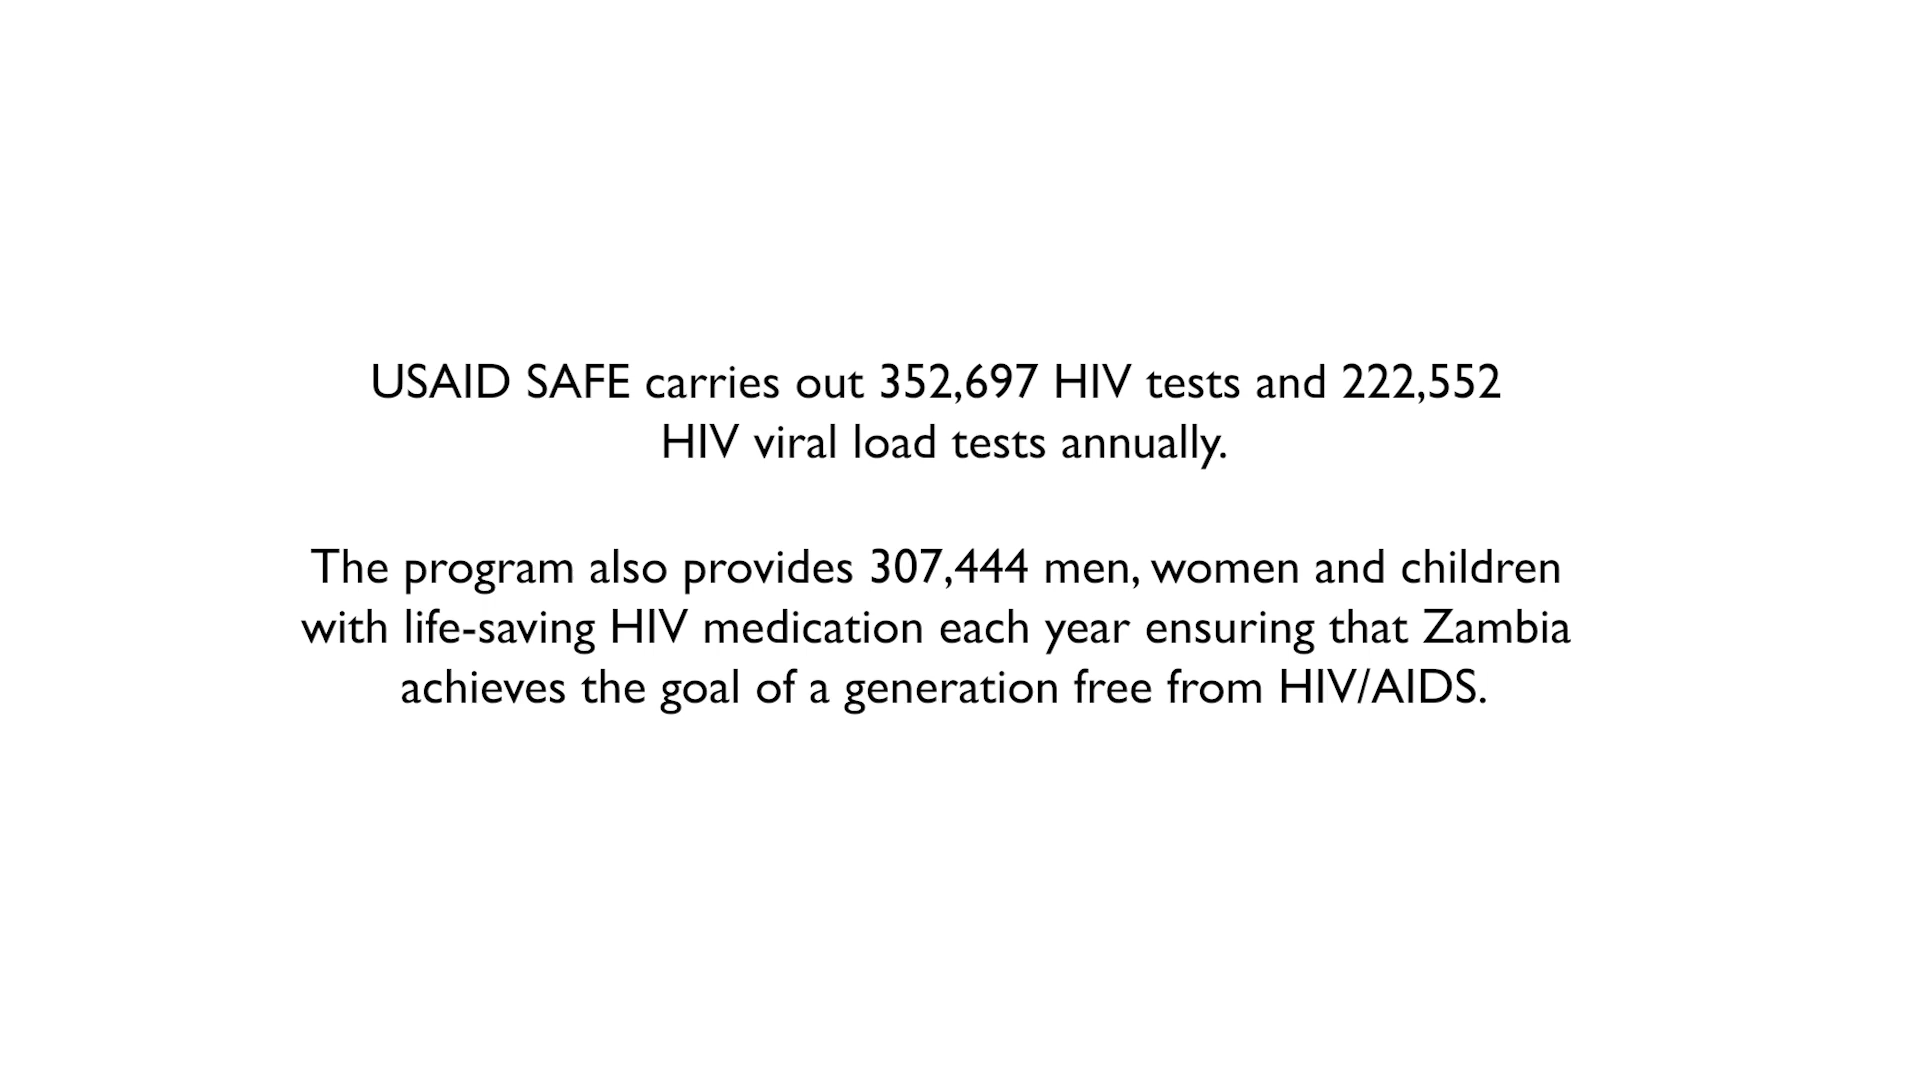 USAID SAFE carries out 352,697 HIV tests and 222,552
HIV viral load tests annually.
The program also provides 307,444 men, women and children
with life-saving HIV medication each year ensuring that Zambia
achieves the goal of a generation free from HIV/AIDS.